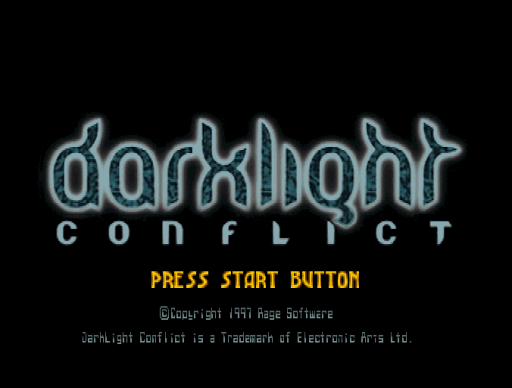 darklight
CONFLICT
PRESS START BUTTON
©Copyright 1997 Rage Software
DarkLight Conflict is a Trademark of Electronic Arts Ltd.